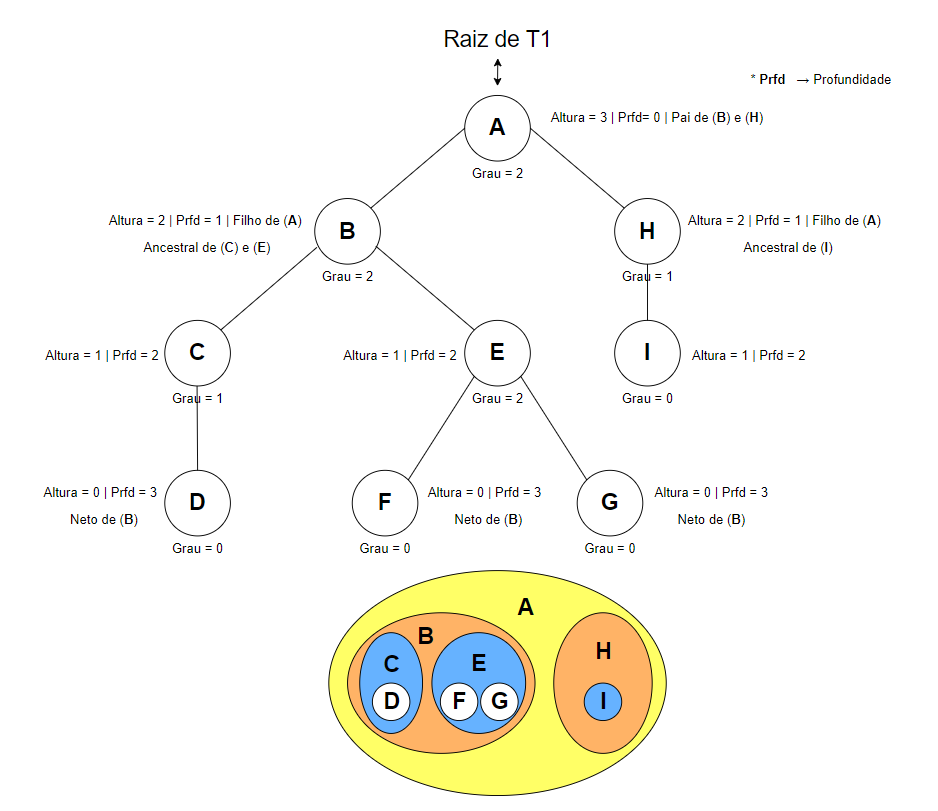 Raiz de T1
* Prfd → Profundidade
A
Altura = 3 | Prfd= 0 | Pai de (B) e (H)
Grau = 2
Altura = 2 | Prfd = 1 | Filho de (A)
Ancestral de (C) e (E)
B
Grau = 2
H
Altura = 2 | Prfd = 1 | Filho de (A)
Ancestral de (I)
Grau = 1
Altura = 1 | Prfd = 2
C
Grau = 1
Altura = 1 | Prfd = 2
E
Grau = 2
I
Altura = 1 | Prfd = 2
Grau = 0
Altura = 0 | Prfd = 3
Neto de (B)
D
Grau = 0
F
Altura = 0 | Prfd = 3
Neto de (B)
Grau = 0
G
Altura = 0 | Prfd = 3
Neto de (B)
Grau = 0
A
B
C
D
E
F
G
H
I